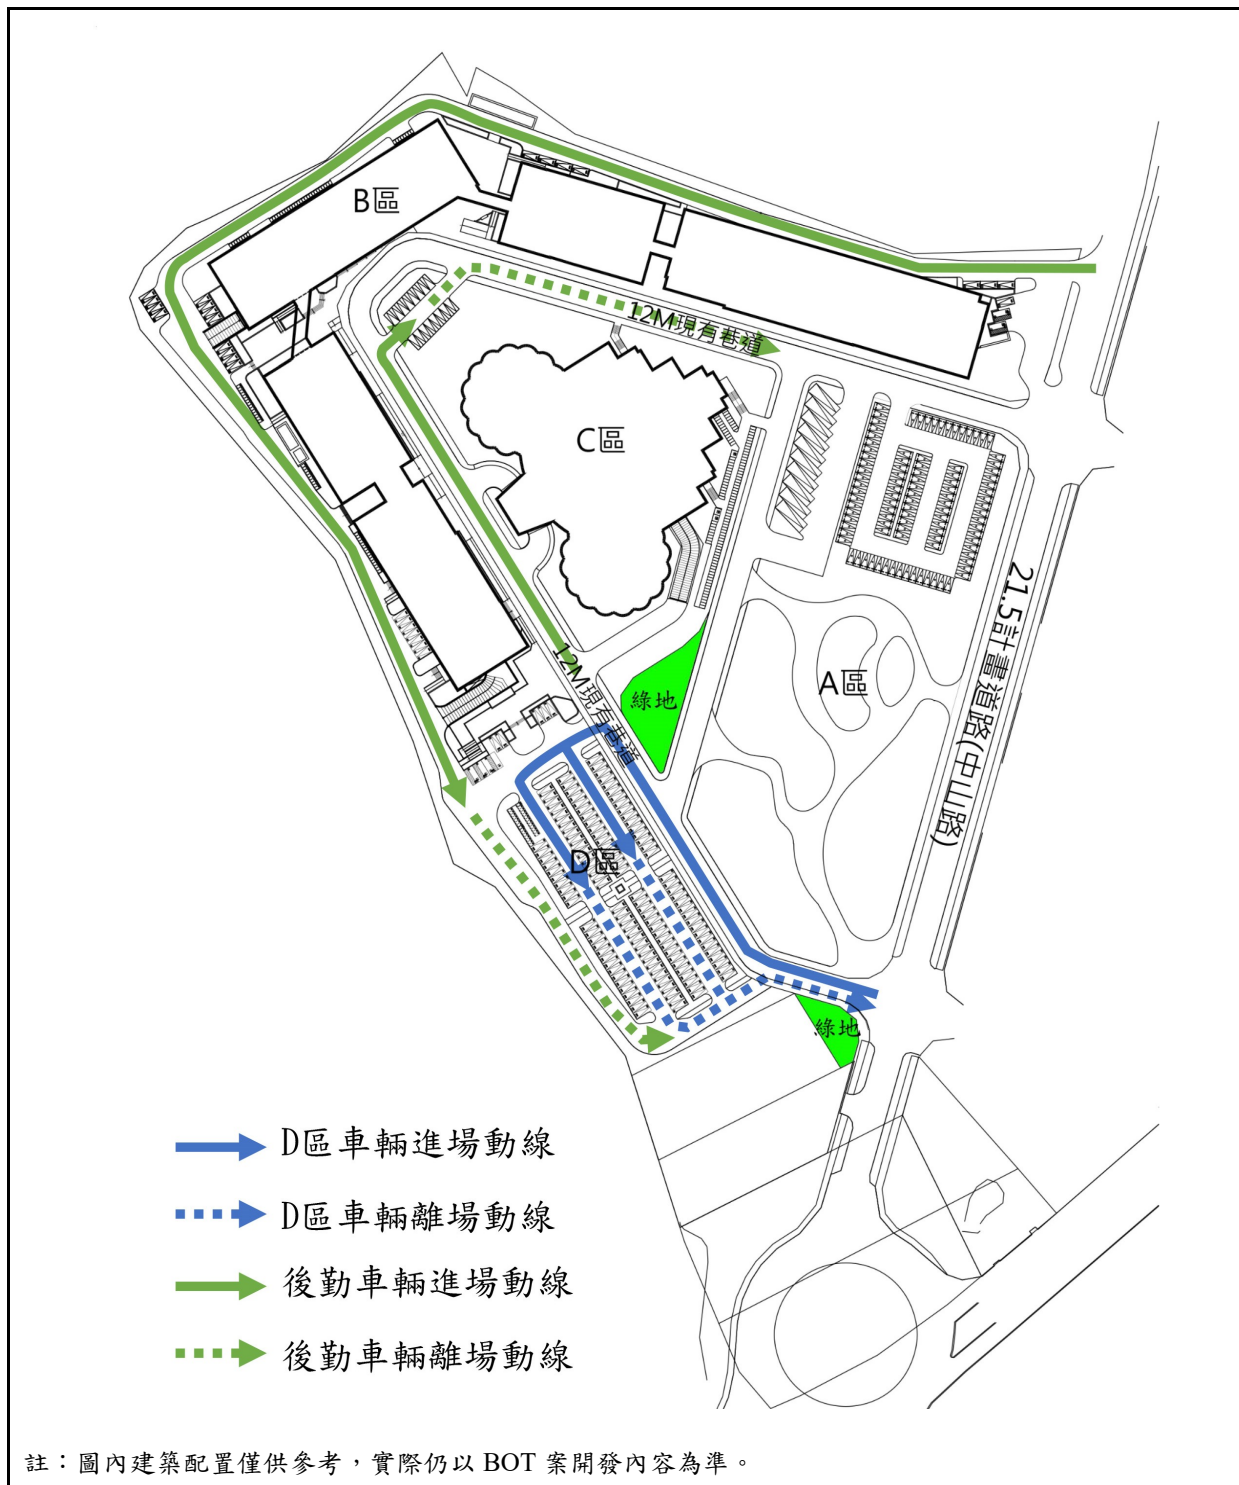 B區
12M現有巷道
C區
21.5計畫道路(中山路)
12M現有巷道
綠地
A區
D區
綠地
D區車輛進場動線
D區車輛離場動線
後勤車輛進場動線
後勤車輛離場動線
註：圖內建築配置僅供參考，實際仍以 BOT 案開發內容為準。